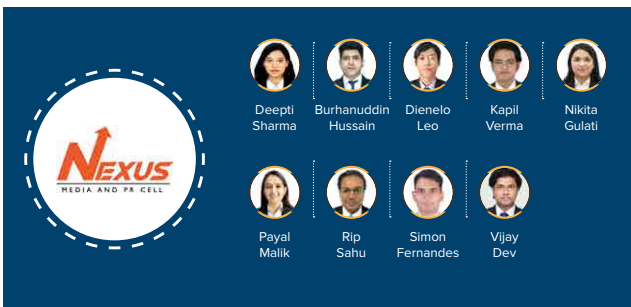 NEXUS
MEDIA AND PR CELL
Deepti
Sharma
Burhanuddin
Hussain
Dienelo
Leo
Kapil
Verma
Nikita
Gulati
Payal
Malik
Rip
Sahu
Simon
Fernandes
Vijay
Dev